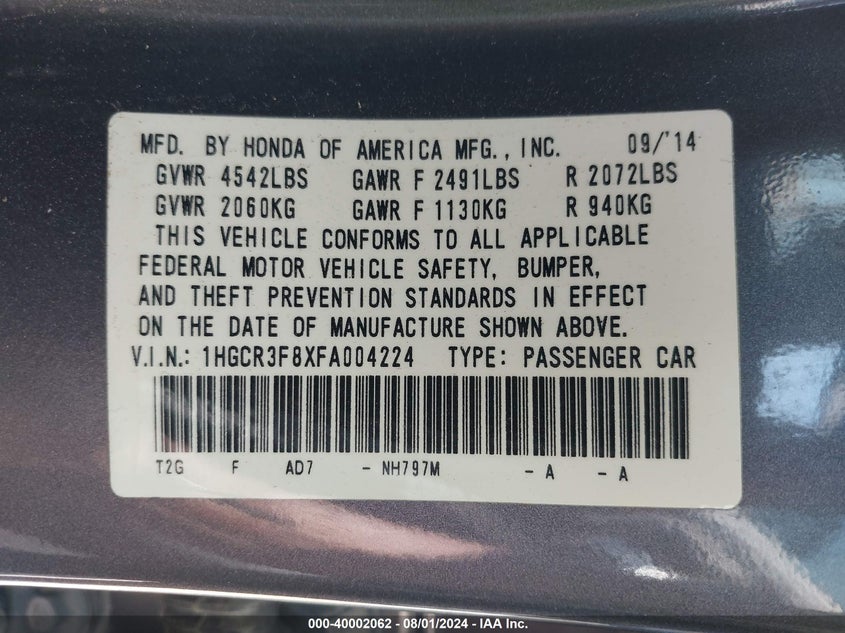 MFD. BY HONDA OF AMERICA MFG., INC. 09/'14
GVWR 4542LBS GAWR F 2491LBS R 2072LBS
GVWR 2060KG GAWR F 1130KG R 940KG
THIS VEHICLE CONFORMS TO ALL APPLICABLE
FEDERAL MOTOR VEHICLE SAFETY, BUMPER,
AND THEFT PREVENTION STANDARDS IN EFFECT
ON THE DATE OF MANUFACTURE SHOWN ABOVE.
V.I.N.: 1HGCR3F8XFA004224 TYPE: PASSENGER CAR
T2G F AD7 - NH797M - A - A
000-40002062 - 08/01/2024 - IAA Inc.